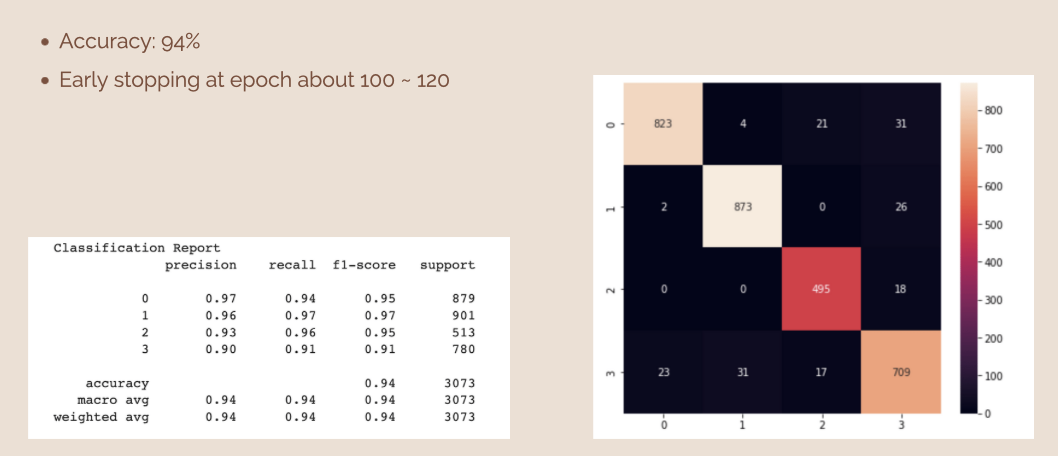 • Accuracy: 94%
• Early stopping at epoch about 100 ~ 120
Classification Report
precision recall f1-score support
0 0.97 0.94 0.95 879
1 0.96 0.97 0.97 901
2 0.93 0.96 0.95 513
3 0.90 0.91 0.91 780
accuracy 0.94 3073
macro avg 0.94 0.94 0.94 3073
weighted avg 0.94 0.94 0.94 3073
0 823 4 21 31
1 2 873 0 26
2 0 0 495 18
3 23 31 17 709
0 1 2 3
800
700
600
500
400
300
200
100
0